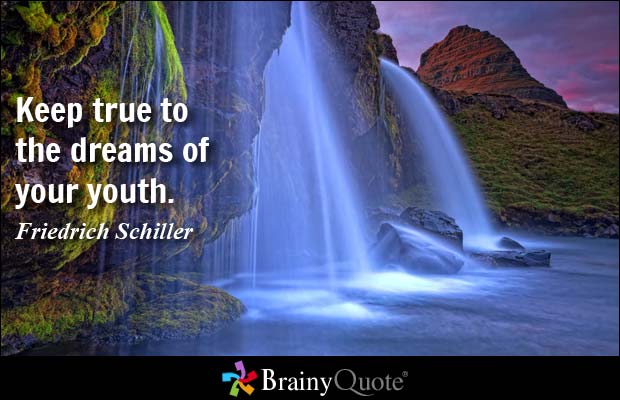 Keep true to
the dreams of
your youth.
Friedrich Schiller
BrainyQuote®